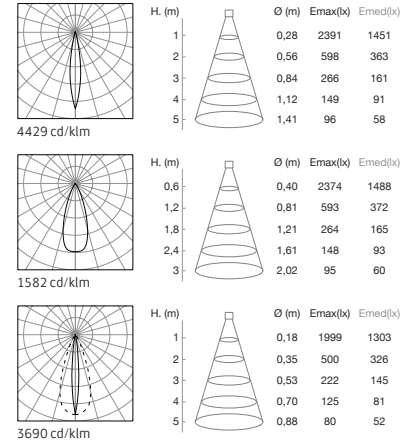 H. (m) Ø (m) Emax(lx) Emed(lx)
1 0,28 2391 1451
2 0,56 598 363
3 0,84 266 161
4 1,12 149 91
5 1,41 96 58
4429 cd/klm
H. (m) Ø (m) Emax(lx) Emed(lx)
0,6 0,40 2374 1488
1,2 0,81 593 372
1,8 1,21 264 165
2,4 1,61 148 93
3 2,02 95 60
1582 cd/klm
H. (m) Ø (m) Emax(lx) Emed(lx)
1 0,18 1999 1303
2 0,35 500 326
3 0,53 222 145
4 0,70 125 81
5 0,88 80 52
3690 cd/klm